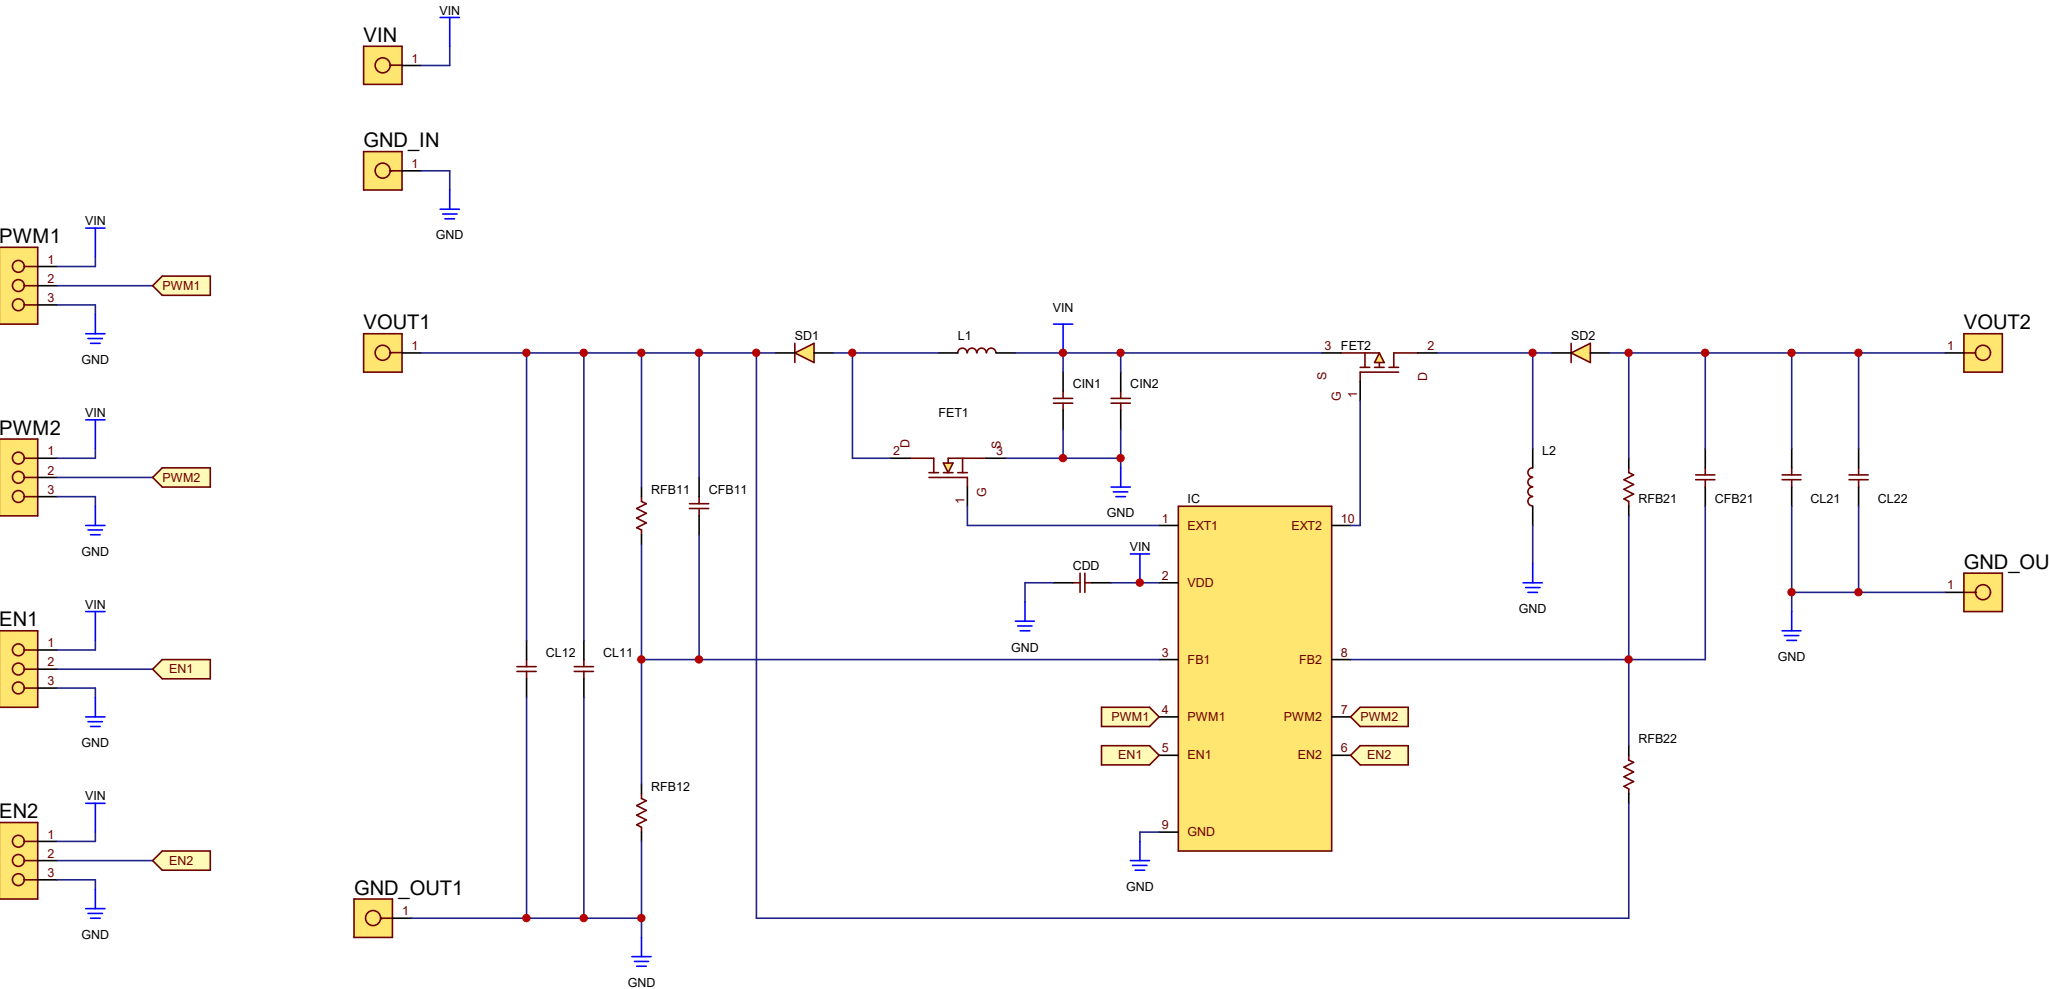 VIN
VIN
1
GND_IN
1
GND
PWM1
VIN
1
2
3
PWM1
GND
PWM2
VIN
1
2
3
PWM2
GND
EN1
VIN
1
2
3
EN1
GND
EN2
VIN
1
2
3
EN2
GND
VOUT1
1
SD1
L1
VIN
3
FET2
2
S
G
1
D
SD2
VOUT2
1
CIN1
CIN2
FET1
2
D
S
3
1
G
GND
L2
GND
RFB11
CFB11
RFB21
CFB21
CL21
CL22
IC
1
EXT1
EXT2
10
VIN
CDD
2
VDD
GND
GND_OU
1
GND
CL12
CL11
3
FB1
FB2
8
PWM1
4
PWM1
PWM2
7
PWM2
EN1
5
EN1
EN2
6
EN2
RFB22
RFB12
9
GND
GND
GND_OUT1
1
GND